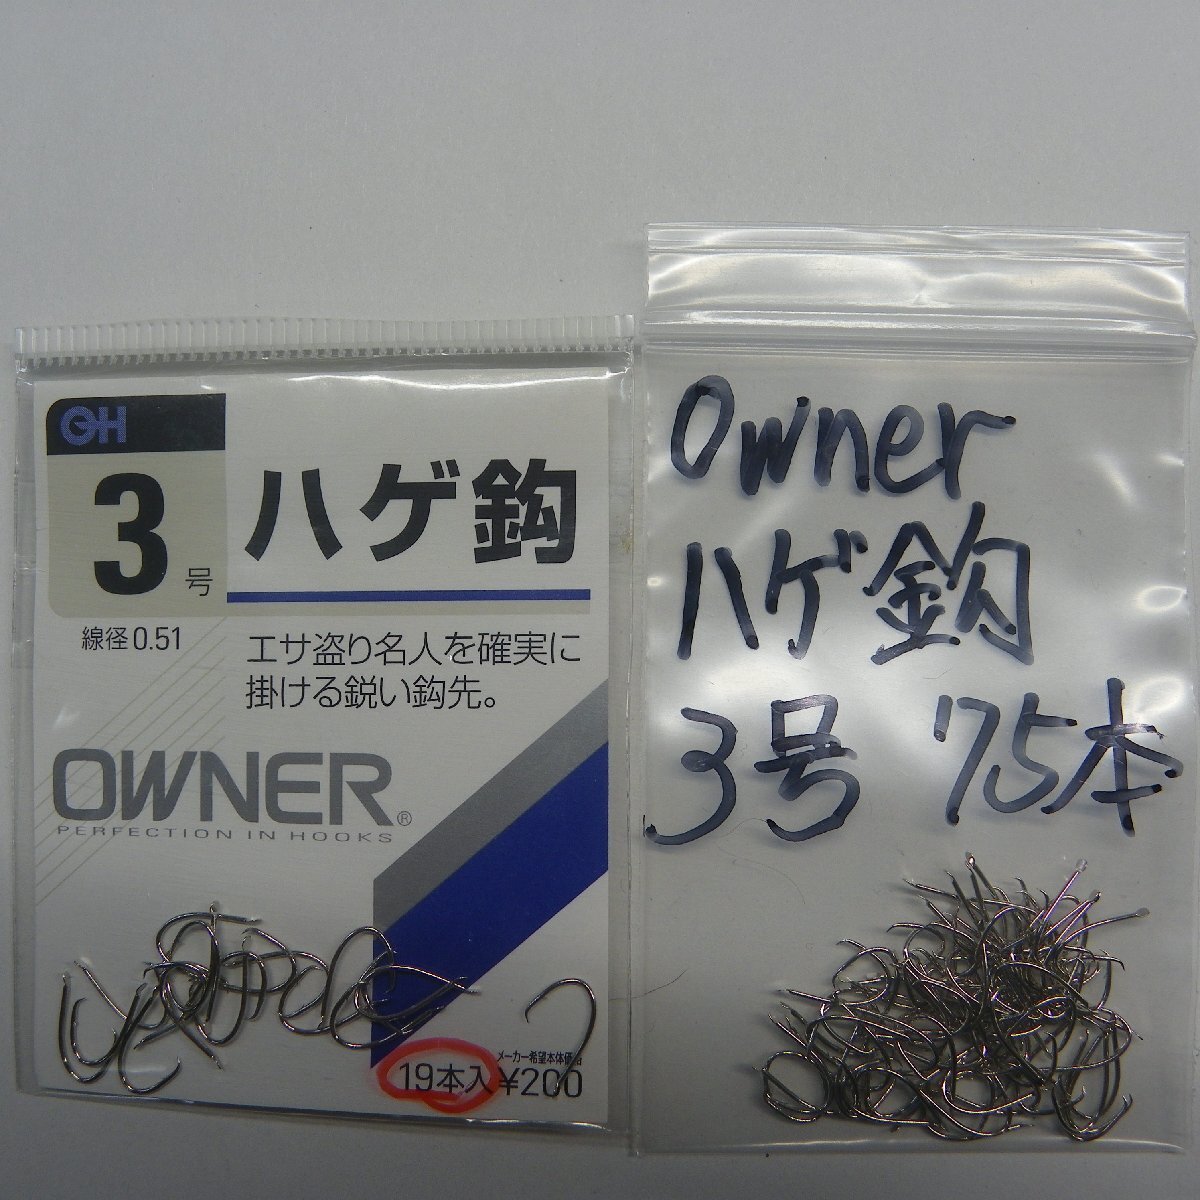 OH
3号
ハゲ鈎
線径0.51
エサ盗り名人を確実に
掛ける鋭い鈎先。
OWNER®
PERFECTION IN HOOKS
メーカー希望本体価格
19本入 ¥200
Owner
ハゲ鈎
3号 75本